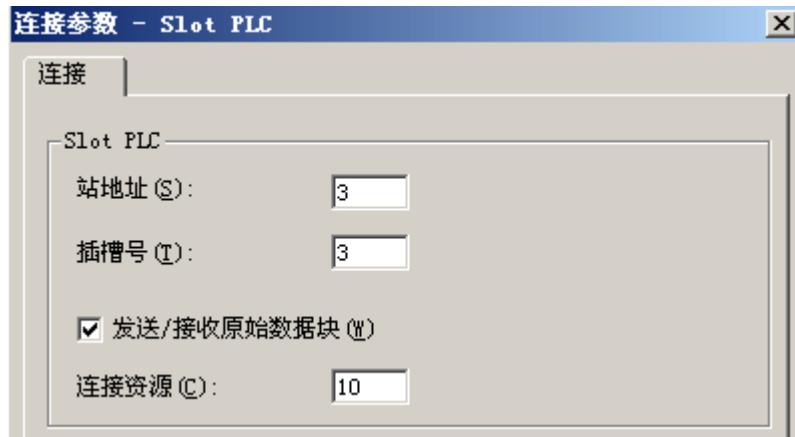 连接参数 - Slot PLC
连接
Slot PLC
站地址(S): 3
插槽号(T): 3
发送/接收原始数据块(W)
连接资源(C): 10